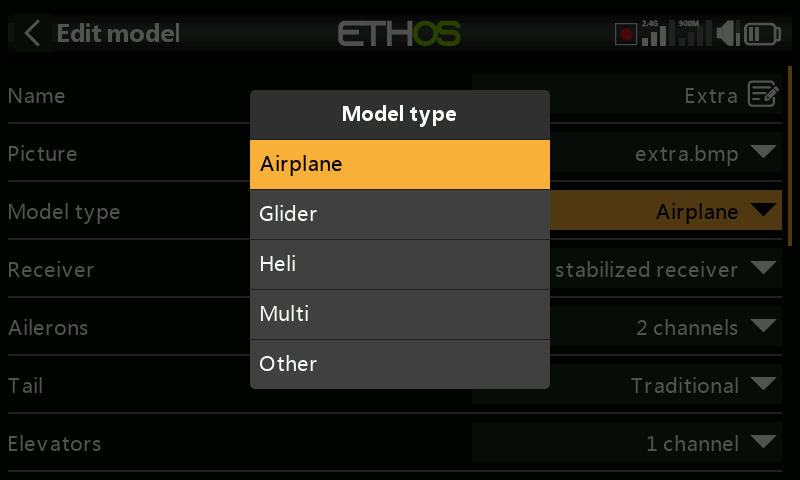 Edit model
ETHOS
2.4G
900M
Name
Extra
Picture
extra.bmp
Model type
Airplane
Receiver
stabilized receiver
Ailerons
2 channels
Tail
Traditional
Elevators
1 channel
Model type
Airplane
Glider
Heli
Multi
Other